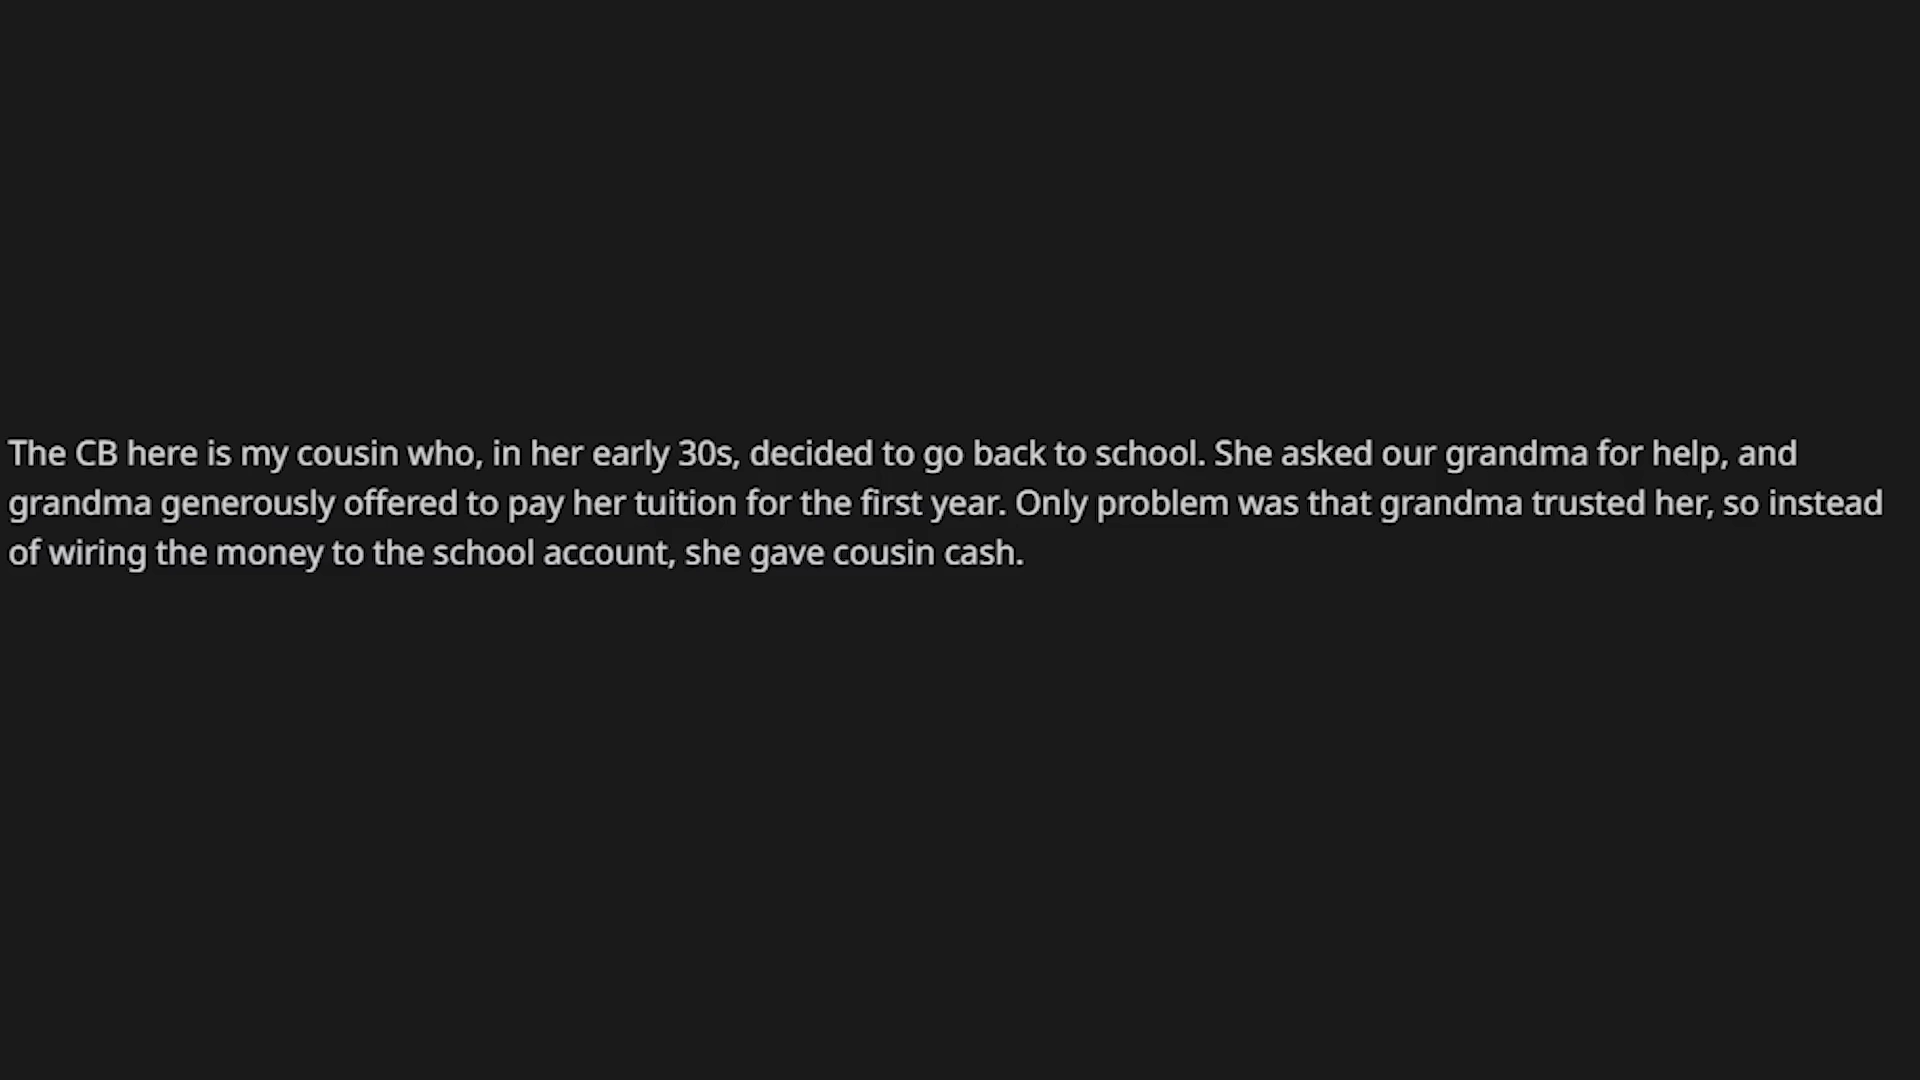 The CB here is my cousin who, in her early 30s, decided to go back to school. She asked our grandma for help, and
grandma generously offered to pay her tuition for the first year. Only problem was that grandma trusted her, so instead
of wiring the money to the school account, she gave cousin cash.